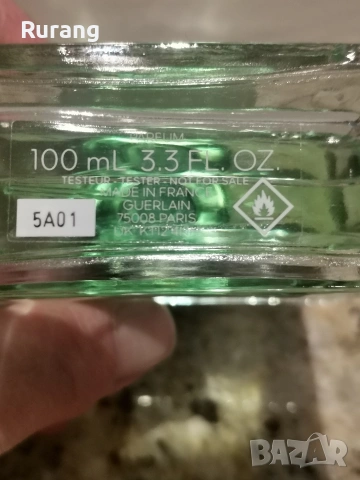 Rurang
PARFUM
100 mL 3.3 FL. OZ.
TESTEUR - TESTER - NOT FOR SALE
MADE IN FRANCE
GUERLAIN
75008 PARIS
5A01
BAZAR